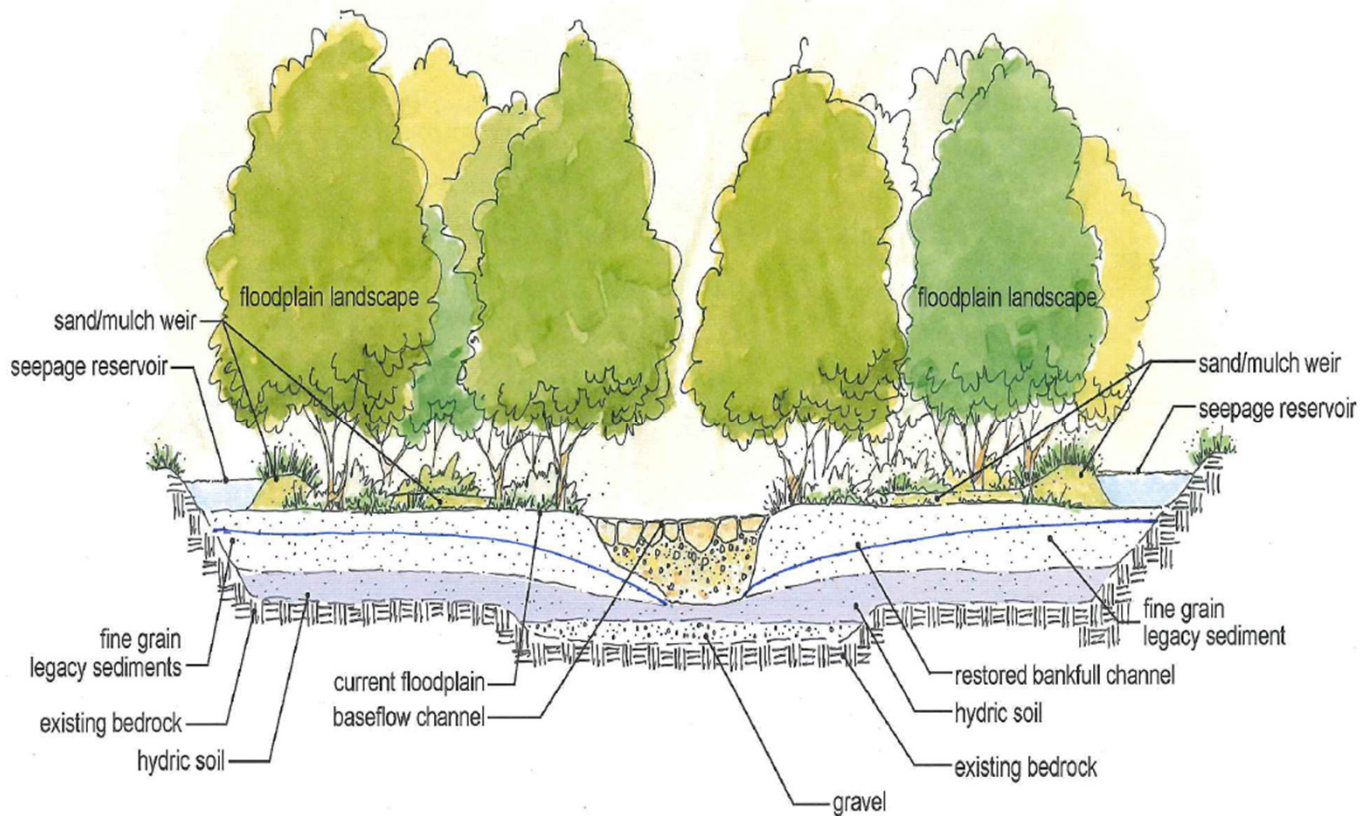 floodplain landscape
floodplain landscape
sand/mulch weir
seepage reservoir
sand/mulch weir
seepage reservoir
fine grain
legacy sediments
existing bedrock
hydric soil
current floodplain
baseflow channel
fine grain
legacy sediment
restored bankfull channel
hydric soil
existing bedrock
gravel